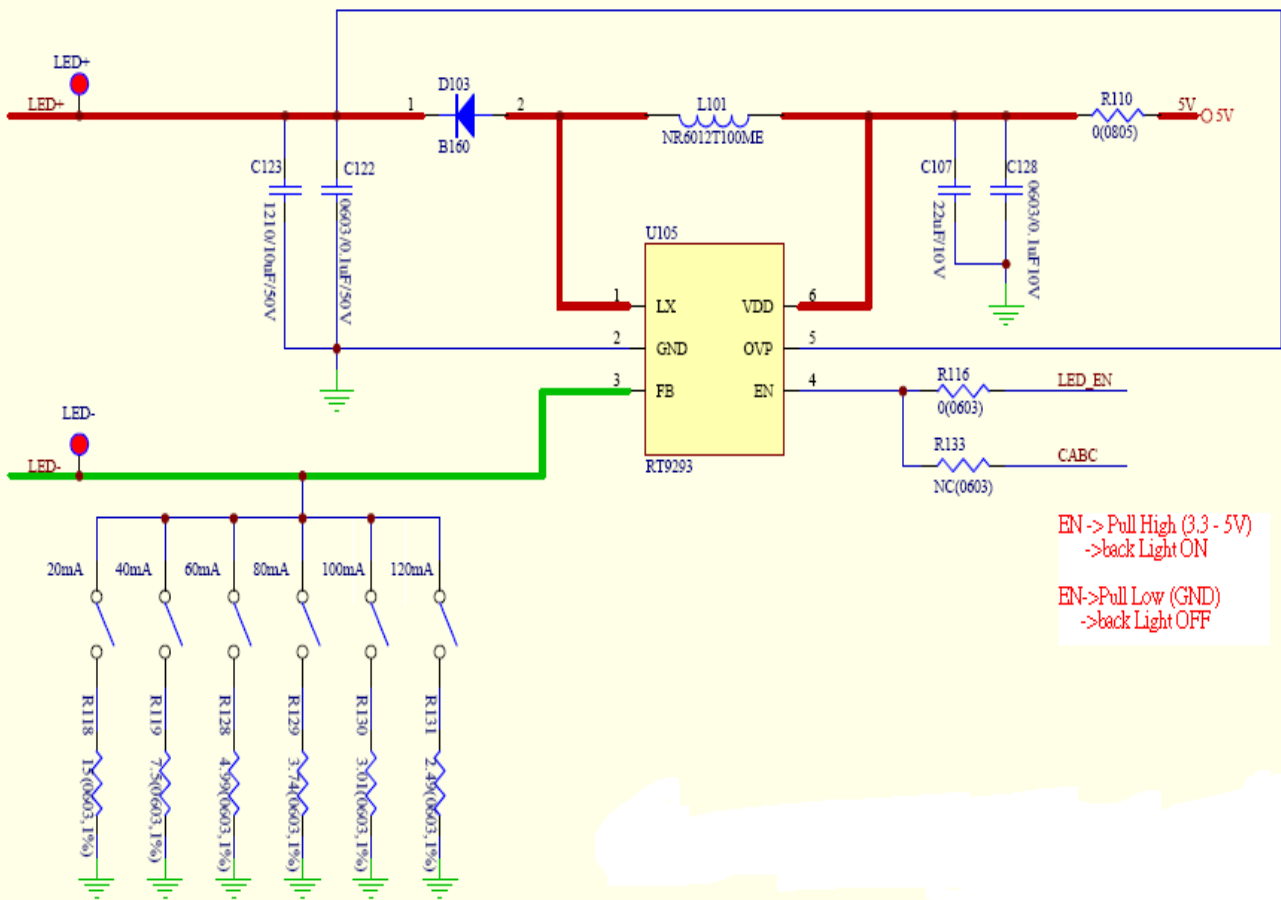 LED+
LED+
1
D103
2
B160
L101
NR6012T100ME
R110
0(0805)
5V
5V
C123
1210/10uF/50V
C122
0603/0.1uF/50V
C107
22uF/10V
C128
0603/0.1uF10V
U105
1
LX
VDD
6
2
GND
OVP
5
3
FB
EN
4
RT9293
R116
0(0603)
LED_EN
R133
NC(0603)
CABC
LED-
LED-
EN -> Pull High (3.3 - 5V)
->back Light ON
EN->Pull Low (GND)
->back Light OFF
20mA
40mA
60mA
80mA
100mA
120mA
R118
15(0603,1%)
R119
7.5(0603,1%)
R128
4.99(0603,1%)
R129
3.74(0603,1%)
R130
3.01(0603,1%)
R131
2.49(0603,1%)